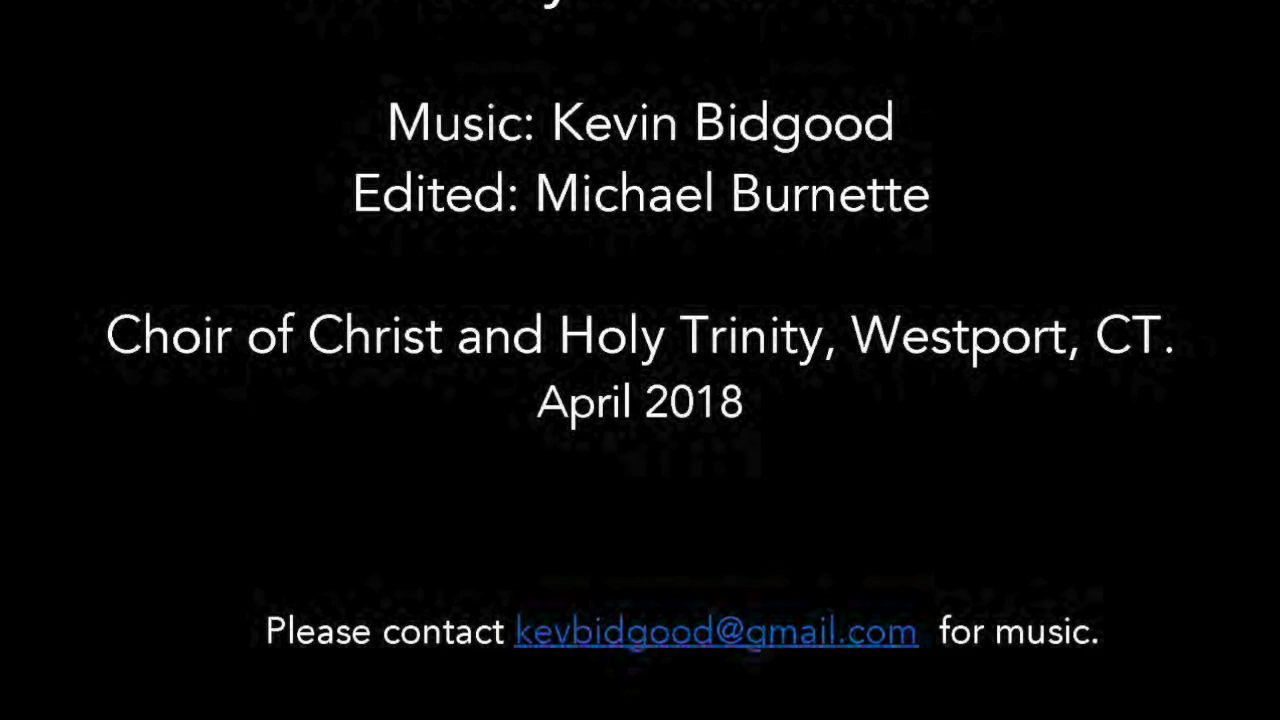 Music: Kevin Bidgood
Edited: Michael Burnette
Choir of Christ and Holy Trinity, Westport, CT.
April 2018
Please contact kevbidgood@gmail.com for music.